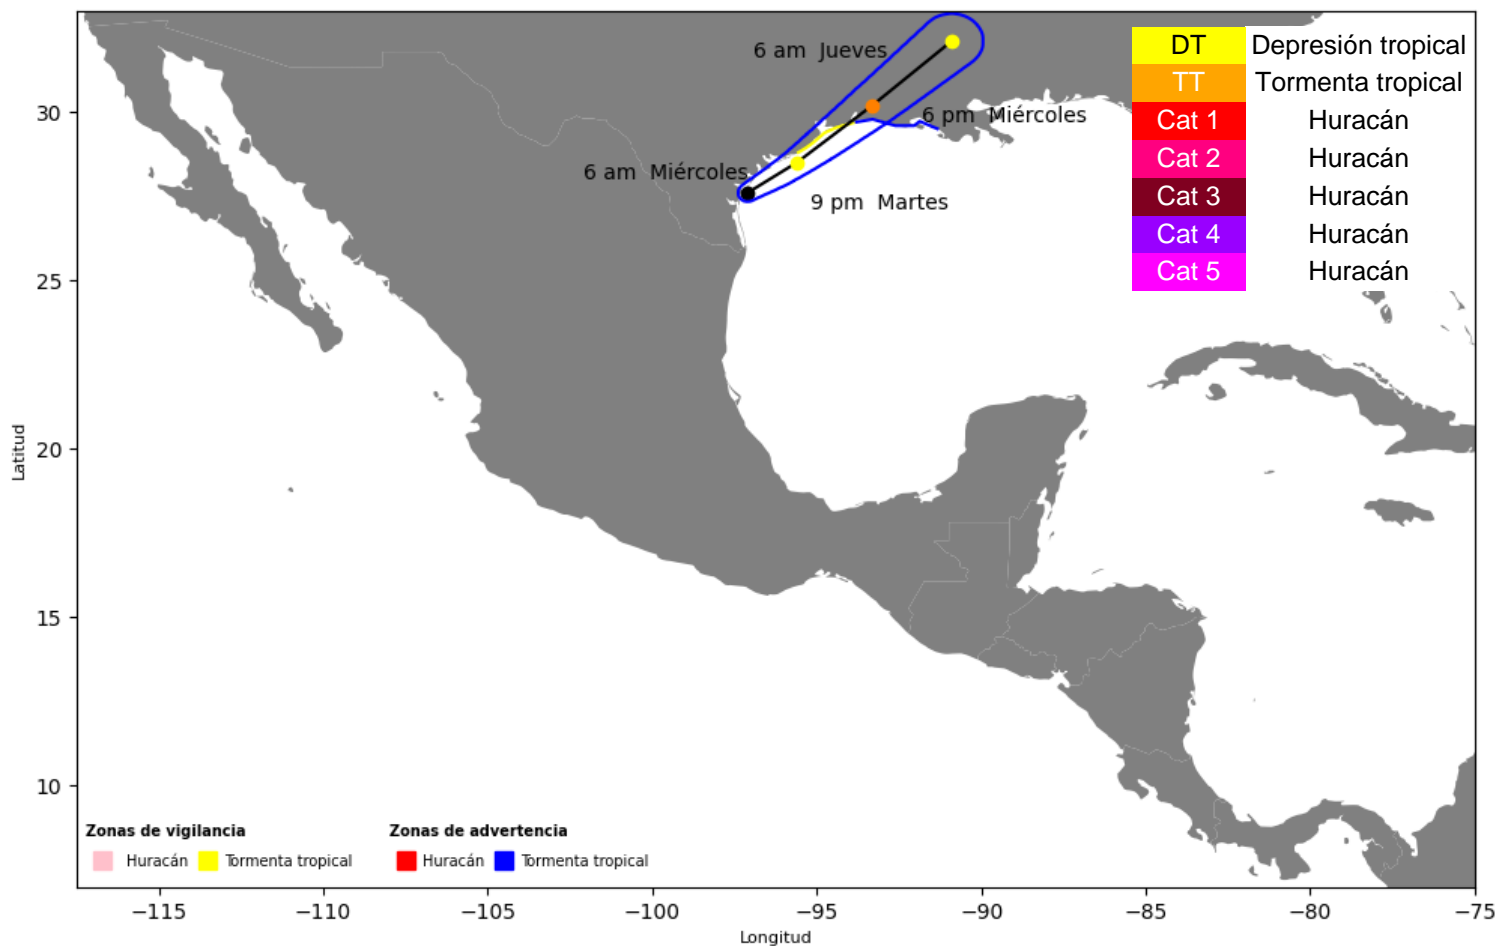 6 am  Jueves
6 pm  Miércoles
6 am  Miércoles
9 pm  Martes
DT Depresión tropical
TT Tormenta tropical
Cat 1 Huracán
Cat 2 Huracán
Cat 3 Huracán
Cat 4 Huracán
Cat 5 Huracán
30
25
20
15
10
Latitud
Zonas de vigilancia
Huracán Tormenta tropical
Zonas de advertencia
Huracán Tormenta tropical
−115 −110 −105 −100 −95 −90 −85 −80 −75
Longitud